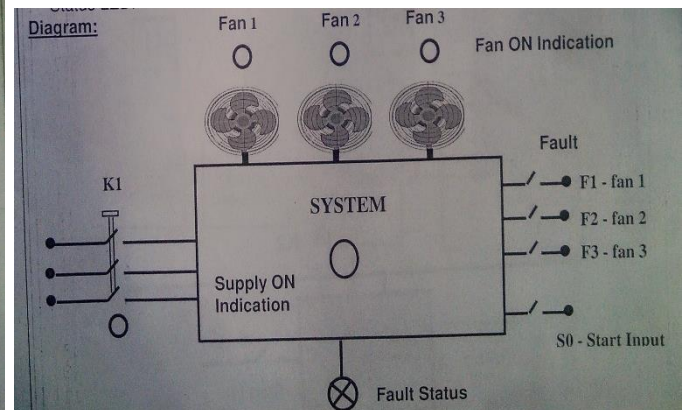 Diagram:
Fan 1
Fan 2
Fan 3
Fan ON Indication
Fault
K1
SYSTEM
F1 - fan 1
F2 - fan 2
F3 - fan 3
Supply ON
Indication
S0 - Start Input
Fault Status